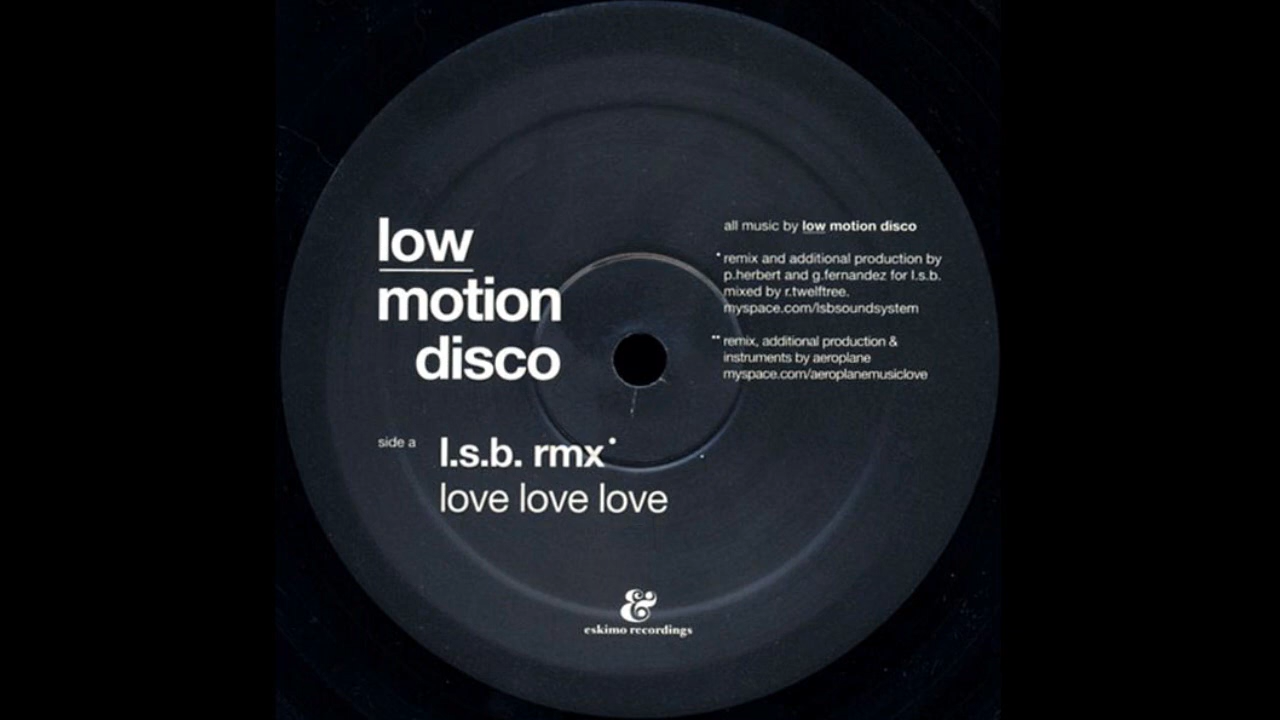 low
motion
disco
side a
l.s.b. rmx•
love love love
all music by low motion disco
• remix and additional production by
p.herbert and g.fernandez for l.s.b.
mixed by r.twelftree.
myspace.com/lsbsoundsystem
•• remix, additional production &
instruments by aeroplane
myspace.com/aeroplanemusiclove
&
eskimo recordings